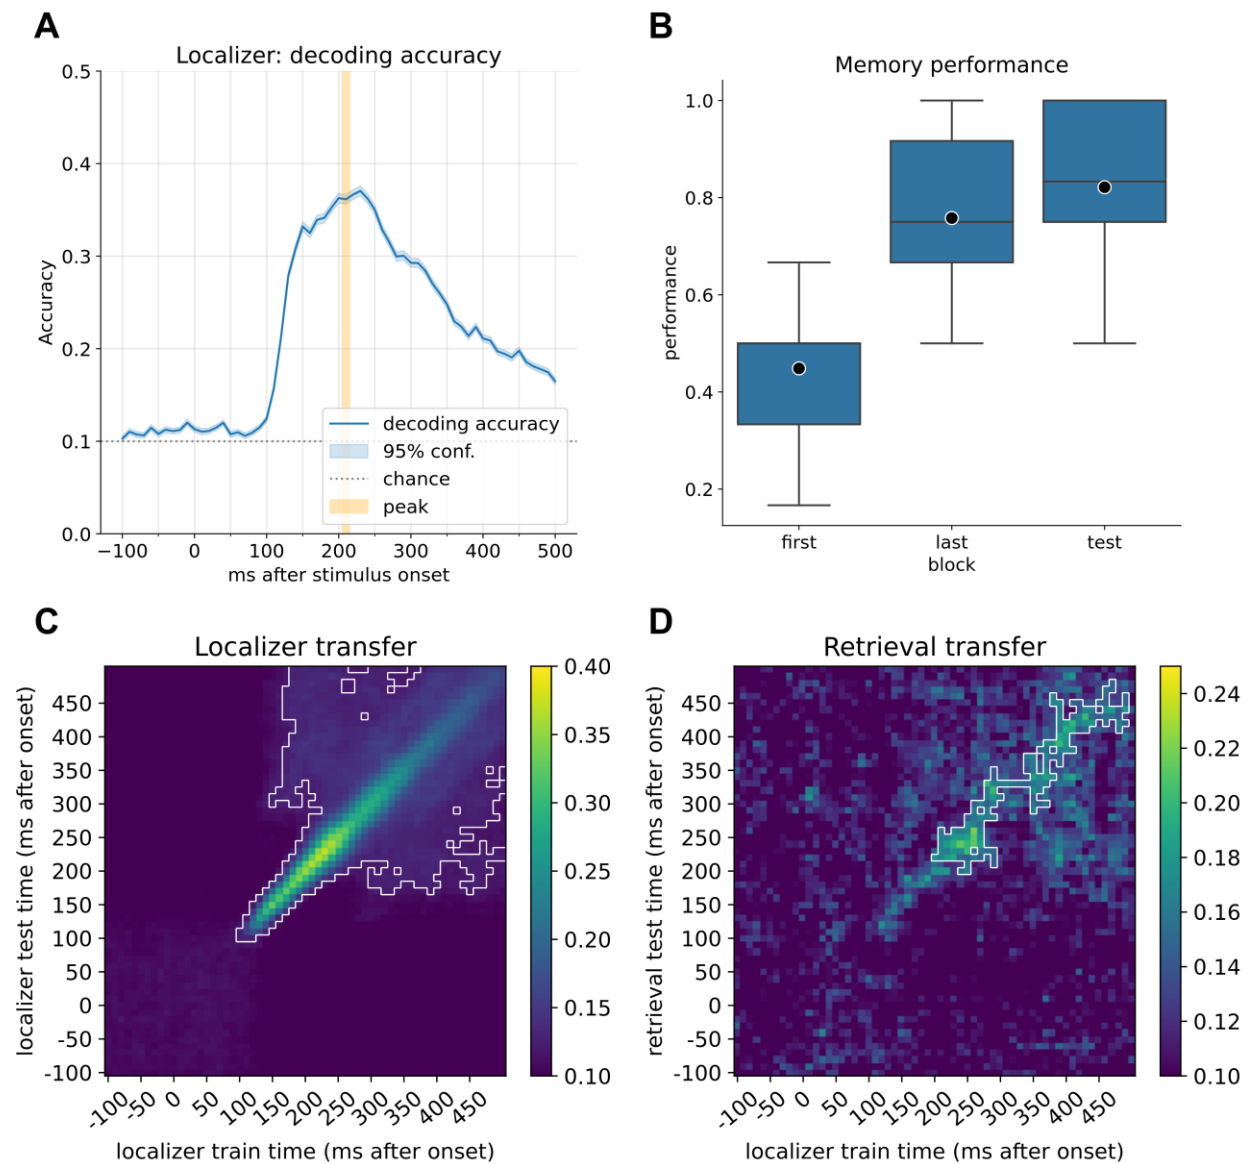 A
Localizer: decoding accuracy
0.5
0.4
0.3
0.2
0.1
0.0
Accuracy
−100 0 100 200 300 400 500
ms after stimulus onset
decoding accuracy
95% conf.
chance
peak
B
Memory performance
1.0
0.8
0.6
0.4
0.2
performance
first last test
block
C
Localizer transfer
450
400
350
300
250
200
150
100
50
0
-50
-100
localizer test time (ms after onset)
-100 -50 0 50 100 150 200 250 300 350 400 450
localizer train time (ms after onset)
0.40
0.35
0.30
0.25
0.20
0.15
0.10
D
Retrieval transfer
450
400
350
300
250
200
150
100
50
0
-50
-100
retrieval test time (ms after onset)
-100 -50 0 50 100 150 200 250 300 350 400 450
localizer train time (ms after onset)
0.24
0.22
0.20
0.18
0.16
0.14
0.12
0.10